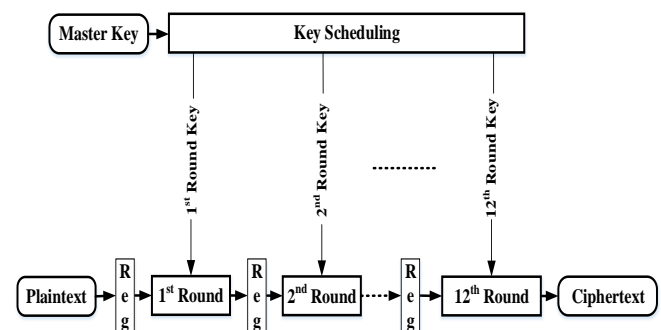 Master Key
Key Scheduling
1st Round Key
2nd Round Key
12th Round Key
Plaintext
Reg
1st Round
Reg
2nd Round
Reg
12th Round
Ciphertext